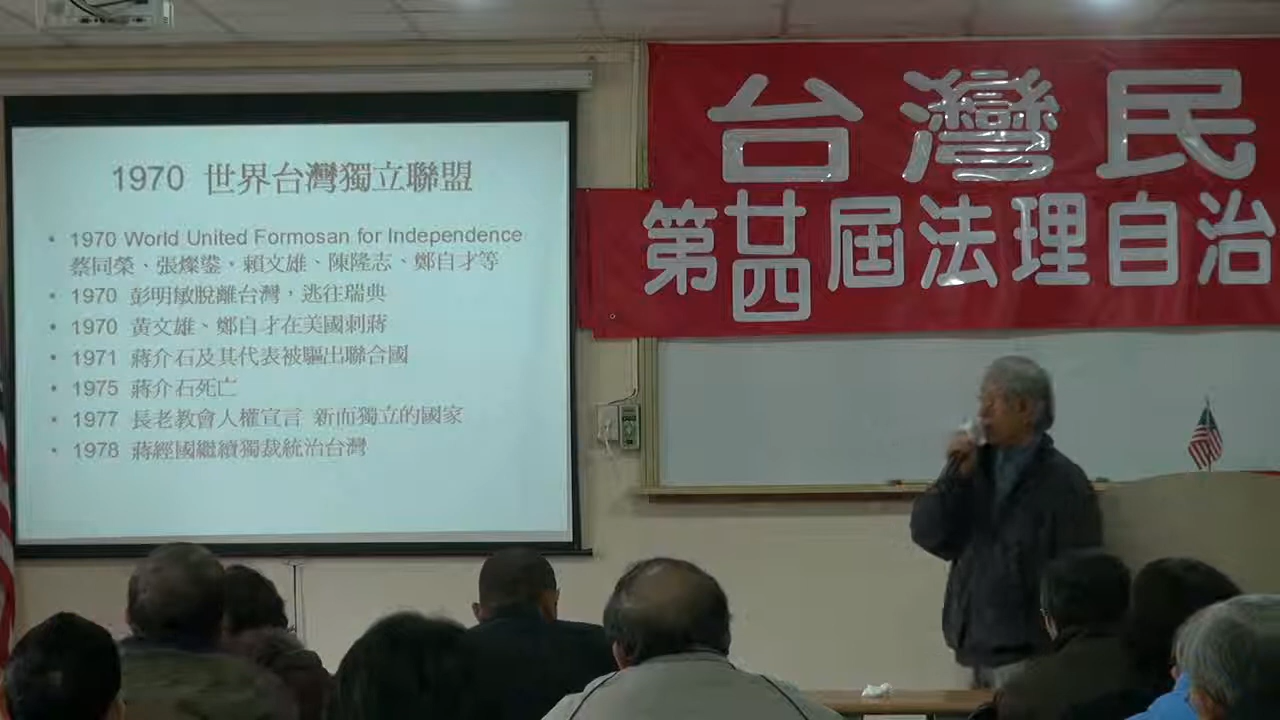 1970 世界台灣獨立聯盟
• 1970 World United Formosan for Independence
蔡同榮、張燦鍙、賴文雄、陳隆志、鄭自才等
• 1970 彭明敏脫離台灣，逃往瑞典
• 1970 黃文雄、鄭自才在美國刺蔣
• 1971 蔣介石及其代表被驅出聯合國
• 1975 蔣介石死亡
• 1977 長老教會人權宣言 新而獨立的國家
• 1978 蔣經國繼續獨裁統治台灣
台灣民
第廿四屆法理自治